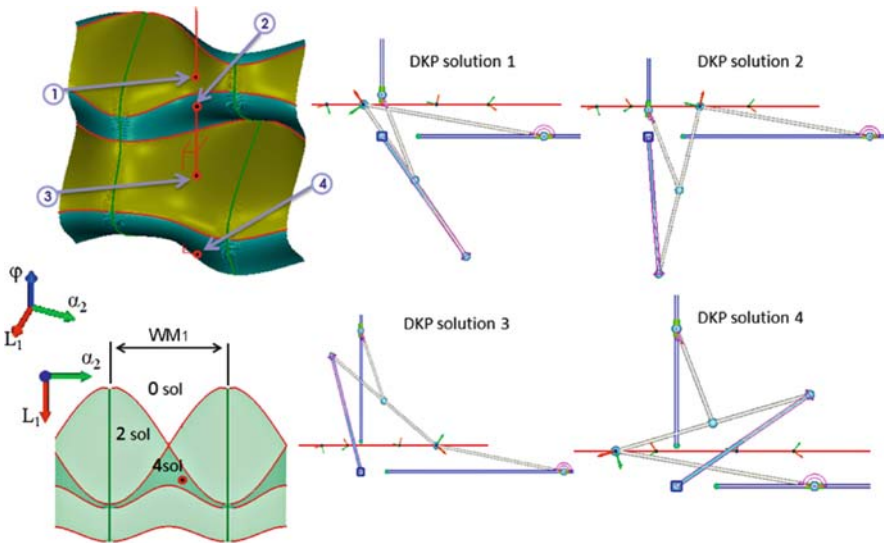 1
2
3
4
DKP solution 1
DKP solution 2
DKP solution 3
DKP solution 4
φ
α₂
L₁
α₂
L₁
WM₁
0 sol
2 sol
4sol